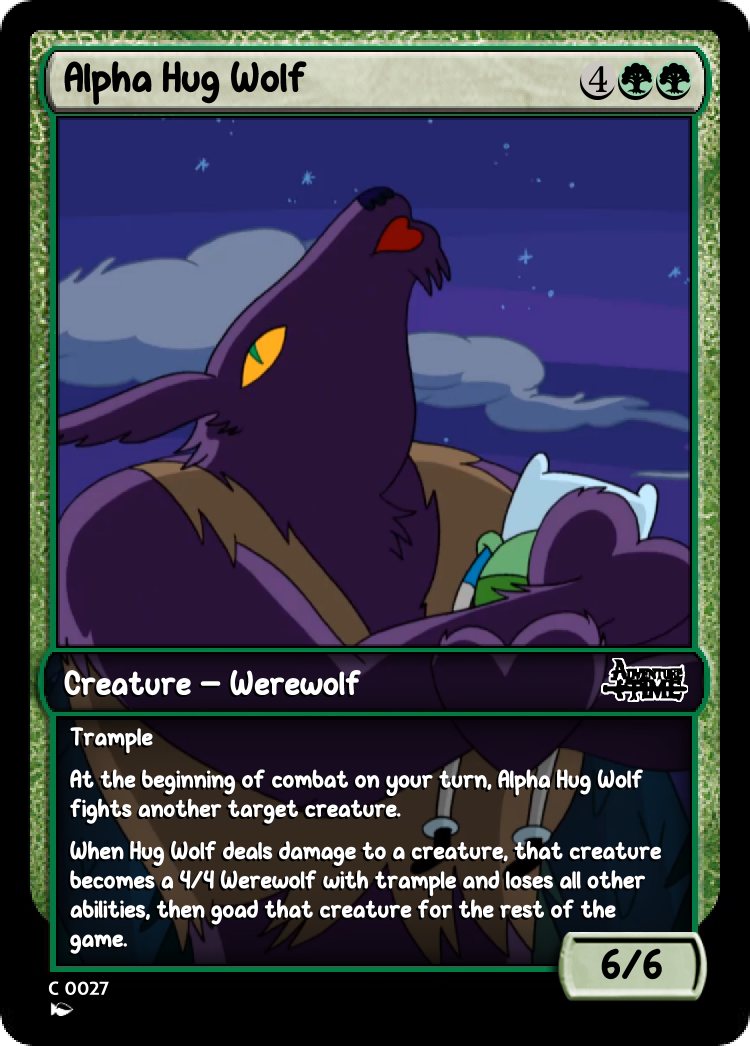 Alpha Hug Wolf 4
Creature – Werewolf ADVENTURE TIME
Trample
At the beginning of combat on your turn, Alpha Hug Wolf
fights another target creature.
When Hug Wolf deals damage to a creature, that creature
becomes a 4/4 Werewolf with trample and loses all other
abilities, then goad that creature for the rest of the
game.
6/6
C 0027